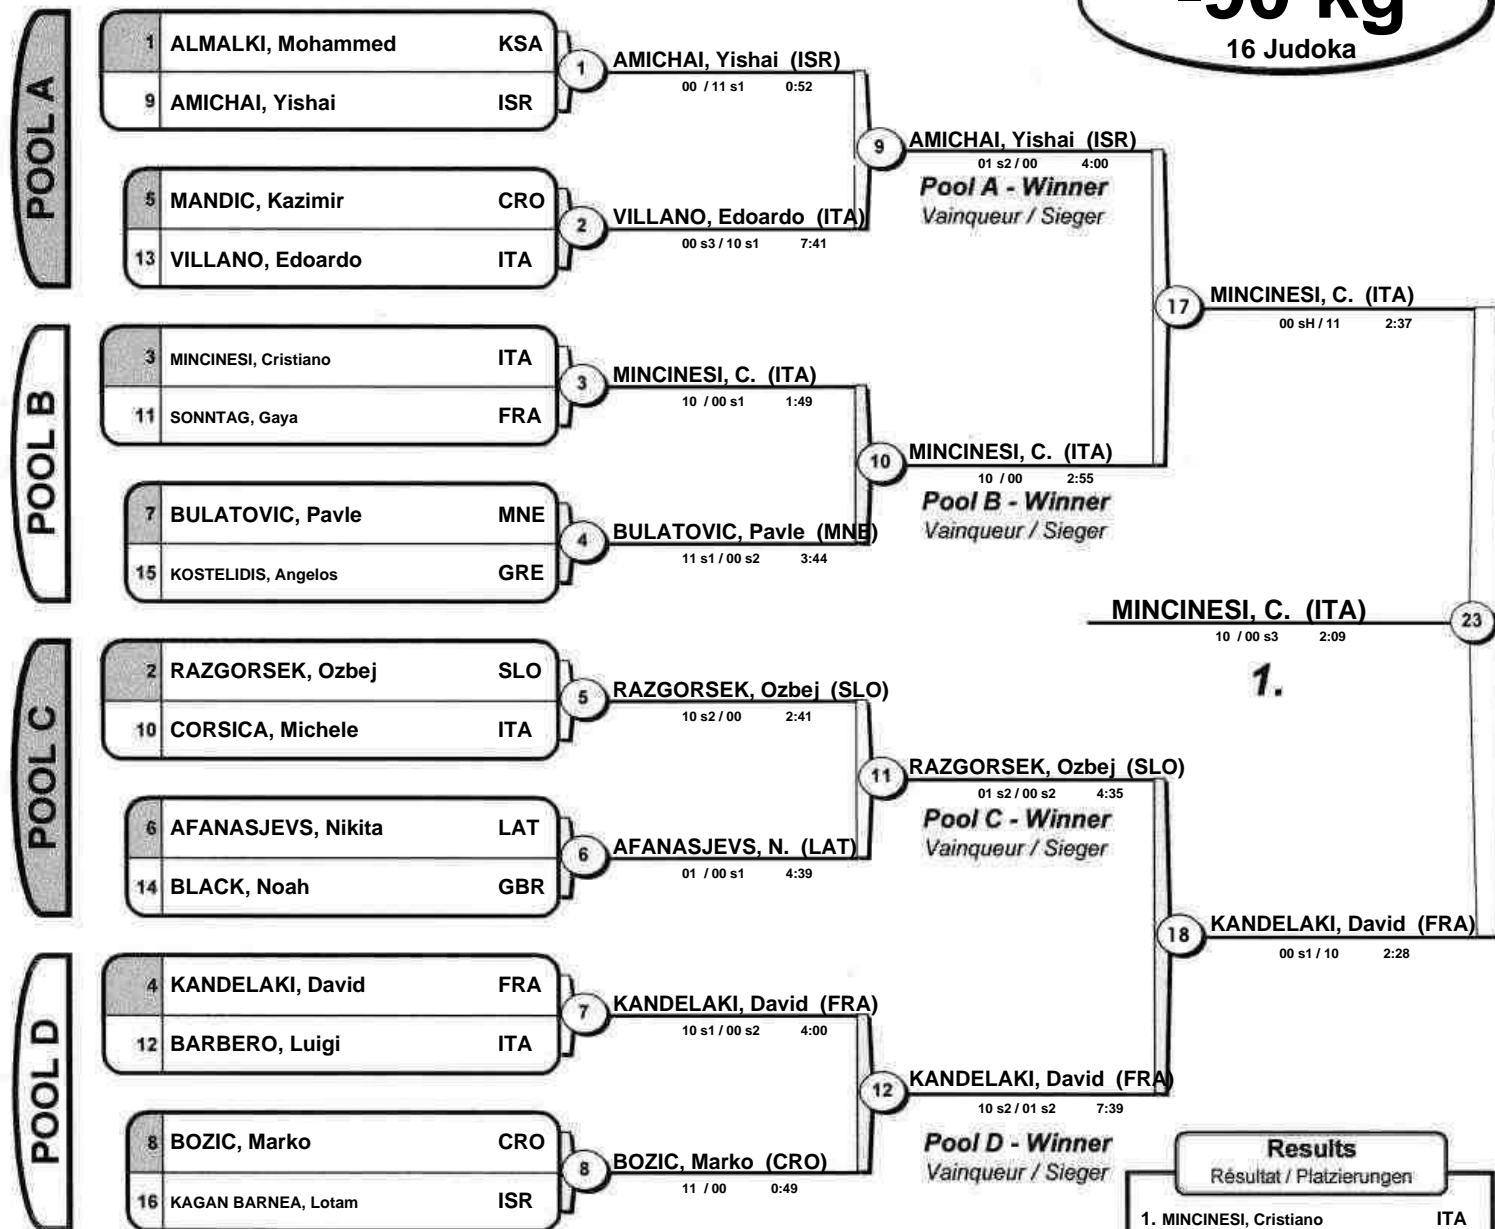 -90 kg
16 Judoka
POOL A
1 ALMALKI, Mohammed KSA
9 AMICHAI, Yishai ISR
1
AMICHAI, Yishai (ISR)
00 / 11 s1 0:52
5 MANDIC, Kazimir CRO
13 VILLANO, Edoardo ITA
2
VILLANO, Edoardo (ITA)
00 s3 / 10 s1 7:41
9
AMICHAI, Yishai (ISR)
01 s2 / 00 4:00
Pool A - Winner
Vainqueur / Sieger
POOL B
3 MINCINESI, Cristiano ITA
11 SONNTAG, Gaya FRA
3
MINCINESI, C. (ITA)
10 / 00 s1 1:49
7 BULATOVIC, Pavle MNE
15 KOSTELIDIS, Angelos GRE
4
BULATOVIC, Pavle (MNE)
11 s1 / 00 s2 3:44
10
MINCINESI, C. (ITA)
10 / 00 2:55
Pool B - Winner
Vainqueur / Sieger
17
MINCINESI, C. (ITA)
00 sH / 11 2:37
MINCINESI, C. (ITA)
10 / 00 s3 2:09
23
1.
POOL C
2 RAZGORSEK, Ozbej SLO
10 CORSICA, Michele ITA
5
RAZGORSEK, Ozbej (SLO)
10 s2 / 00 2:41
6 AFANASJEVS, Nikita LAT
14 BLACK, Noah GBR
6
AFANASJEVS, N. (LAT)
01 / 00 s1 4:39
11
RAZGORSEK, Ozbej (SLO)
01 s2 / 00 s2 4:35
Pool C - Winner
Vainqueur / Sieger
18
KANDELAKI, David (FRA)
00 s1 / 10 2:28
POOL D
4 KANDELAKI, David FRA
12 BARBERO, Luigi ITA
7
KANDELAKI, David (FRA)
10 s1 / 00 s2 4:00
8 BOZIC, Marko CRO
16 KAGAN BARNEA, Lotam ISR
8
BOZIC, Marko (CRO)
11 / 00 0:49
12
KANDELAKI, David (FRA)
10 s2 / 01 s2 7:39
Pool D - Winner
Vainqueur / Sieger
Results
Résultat / Platzierungen
1. MINCINESI, Cristiano ITA